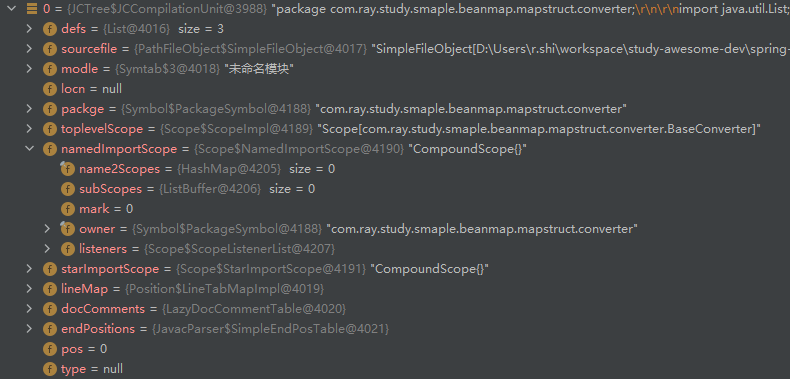 0 = {JCTree$JCCompilationUnit@3988} "package com.ray.study.smaple.beanmap.mapstruct.converter;\r\n\r\nimport java.util.List;
f defs = {List@4016} size = 3
f sourcefile = {PathFileObject$SimpleFileObject@4017} "SimpleFileObject[D:\Users\r.shi\workspace\study-awesome-dev\spring-
f modle = {Symtab$3@4018} "未命名模块"
f locn = null
f packge = {Symbol$PackageSymbol@4188} "com.ray.study.smaple.beanmap.mapstruct.converter"
f toplevelScope = {Scope$ScopeImpl@4189} "Scope[com.ray.study.smaple.beanmap.mapstruct.converter.BaseConverter]"
f namedImportScope = {Scope$NamedImportScope@4190} "CompoundScope{}"
f name2Scopes = {HashMap@4205} size = 0
f subScopes = {ListBuffer@4206} size = 0
f mark = 0
f owner = {Symbol$PackageSymbol@4188} "com.ray.study.smaple.beanmap.mapstruct.converter"
f listeners = {Scope$ScopeListenerList@4207}
f starImportScope = {Scope$StarImportScope@4191} "CompoundScope{}"
f lineMap = {Position$LineTabMapImpl@4019}
f docComments = {LazyDocCommentTable@4020}
f endPositions = {JavacParser$SimpleEndPosTable@4021}
f pos = 0
f type = null